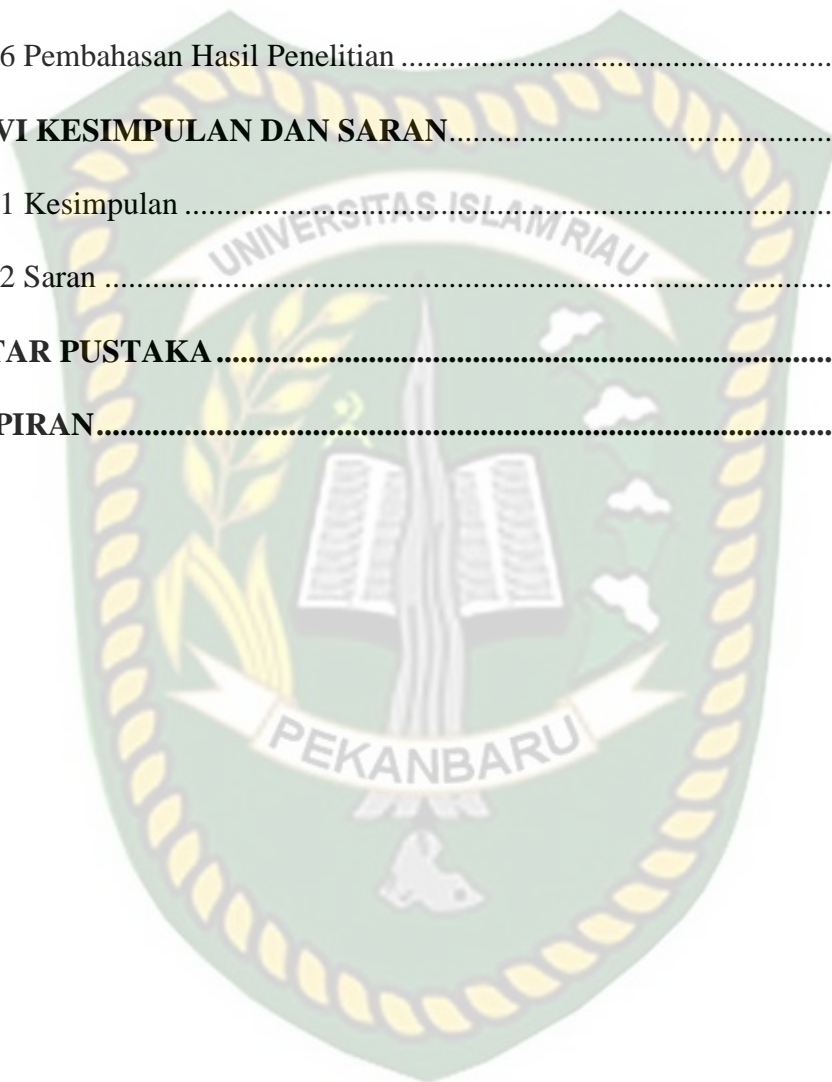 6 Pembahasan Hasil Penelitian ......................................................
VI KESIMPULAN DAN SARAN.................................................
1 Kesimpulan ..................................................................................
2 Saran ............................................................................................
TAR PUSTAKA..............................................................................
PIRAN.............................................................................................
UNIVERSITAS ISLAM RIAU
PEKANBARU